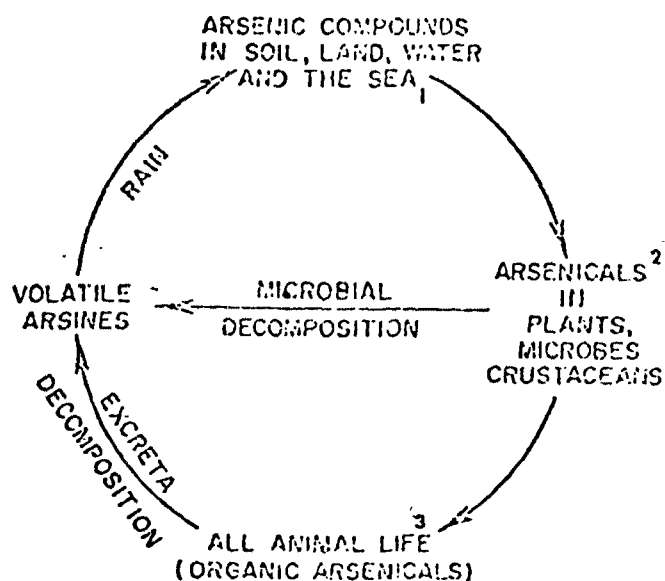 ARSENIC COMPOUNDS
IN SOIL, LAND, WATER
AND THE SEA 1
RAIN
ARSENICALS 2
IN
PLANTS,
MICROBES
CRUSTACEANS
MICROBIAL
DECOMPOSITION
VOLATILE
ARSINES
EXCRETA
DECOMPOSITION
ALL ANIMAL LIFE 3
(ORGANIC ARSENICALS)